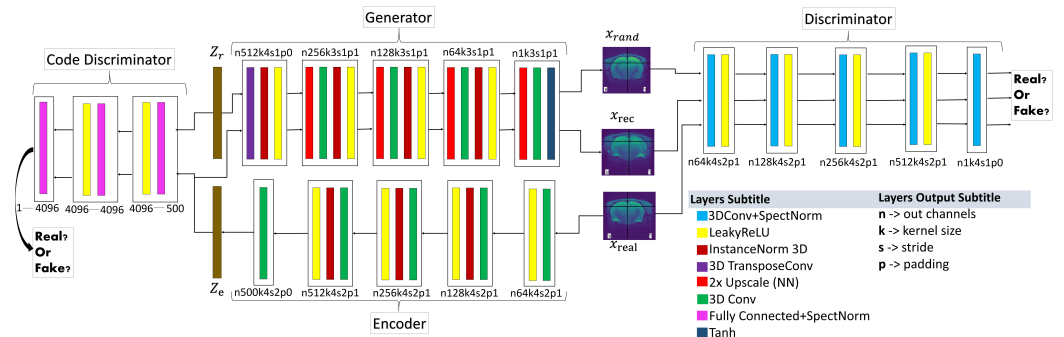 Generator
Discriminator
Code Discriminator
Z_r
n512k4s1p0
n256k3s1p1
n128k3s1p1
n64k3s1p1
n1k3s1p1
x_rand
x_rec
x_real
Real?
Or
Fake?
n64k4s2p1
n128k4s2p1
n256k4s2p1
n512k4s2p1
n1k4s1p0
1 — 4096
4096 — 4096
4096 — 500
Real?
Or
Fake?
Z_e
n500k4s2p0
n512k4s2p1
n256k4s2p1
n128k4s2p1
n64k4s2p1
Encoder
Layers Subtitle
3DConv+SpectNorm
LeakyReLU
InstanceNorm 3D
3D TransposeConv
2x Upscale (NN)
3D Conv
Fully Connected+SpectNorm
Tanh
Layers Output Subtitle
n -> out channels
k -> kernel size
s -> stride
p -> padding